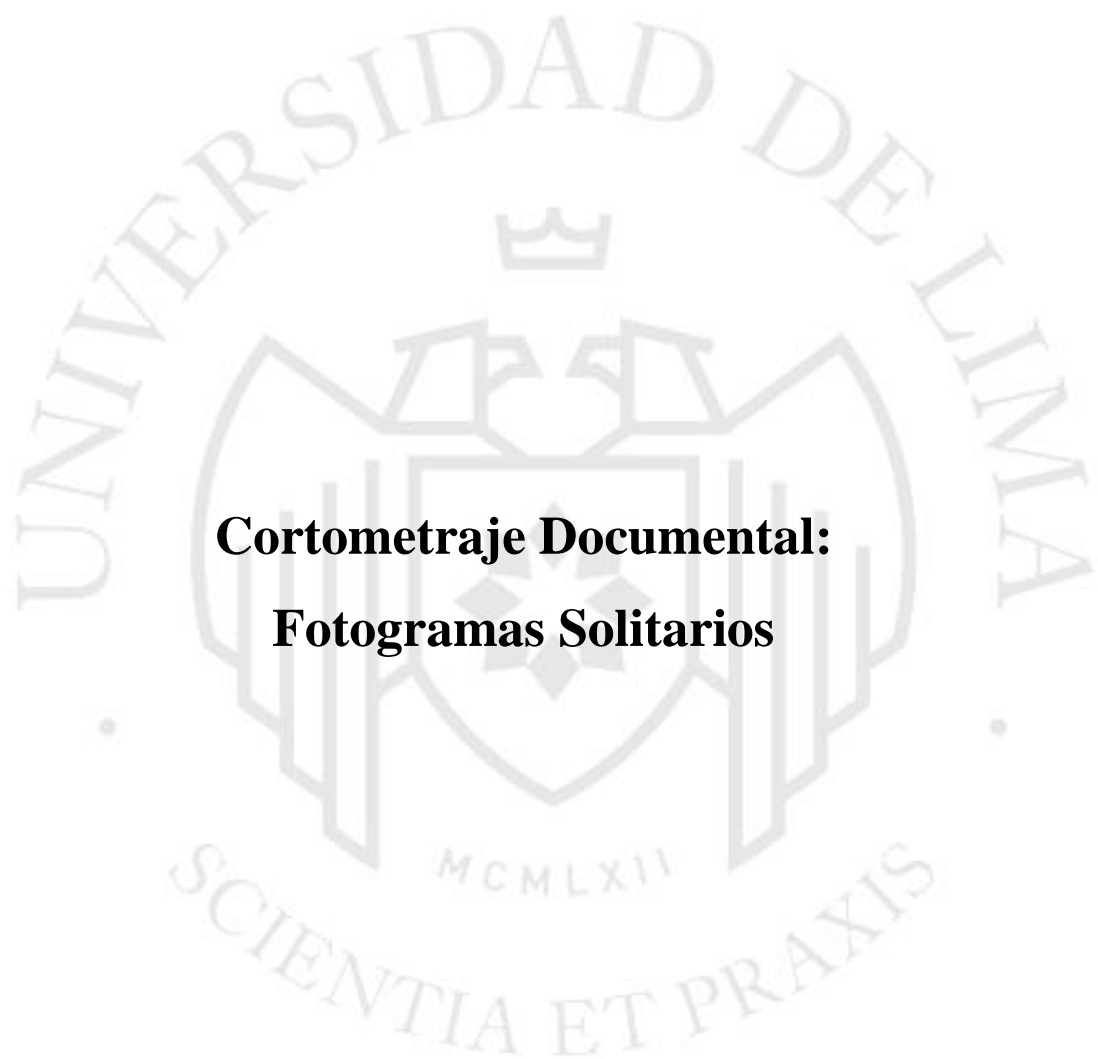 UNIVERSIDAD DE LIMA
Cortometraje Documental:
Fotogramas Solitarios
MCMLXII
SCIENTIA ET PRAXIS